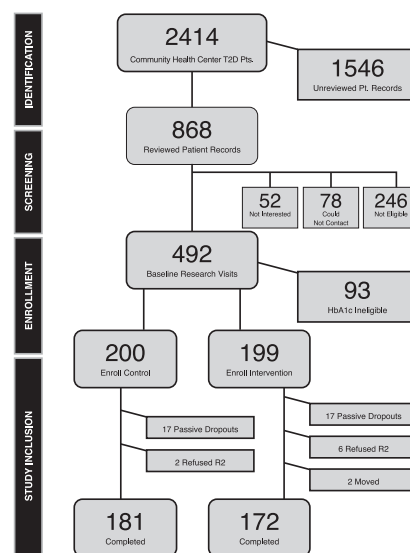 IDENTIFICATION
2414
Community Health Center T2D Pts.
1546
Unreviewed Pt. Records
868
Reviewed Patient Records
SCREENING
52
Not Interested
78
Could
Not Contact
246
Not Eligible
ENROLLMENT
492
Baseline Research Visits
93
HbA1c Ineligible
200
Enroll Control
199
Enroll Intervention
STUDY INCLUSION
17 Passive Dropouts
2 Refused R2
17 Passive Dropouts
6 Refused R2
2 Moved
181
Completed
172
Completed